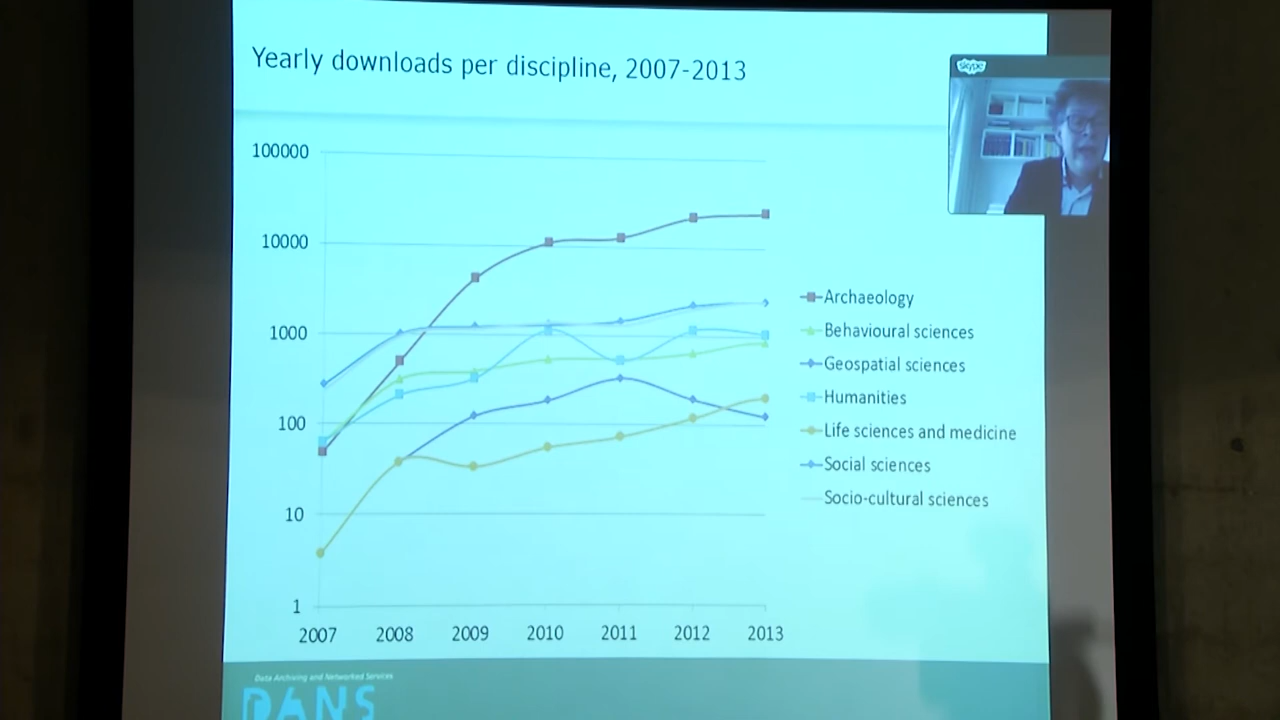 Yearly downloads per discipline, 2007-2013
skype
100000
10000
1000
100
10
1
2007 2008 2009 2010 2011 2012 2013
Archaeology
Behavioural sciences
Geospatial sciences
Humanities
Life sciences and medicine
Social sciences
Socio-cultural sciences
Data Archiving and Networked Services
DANS